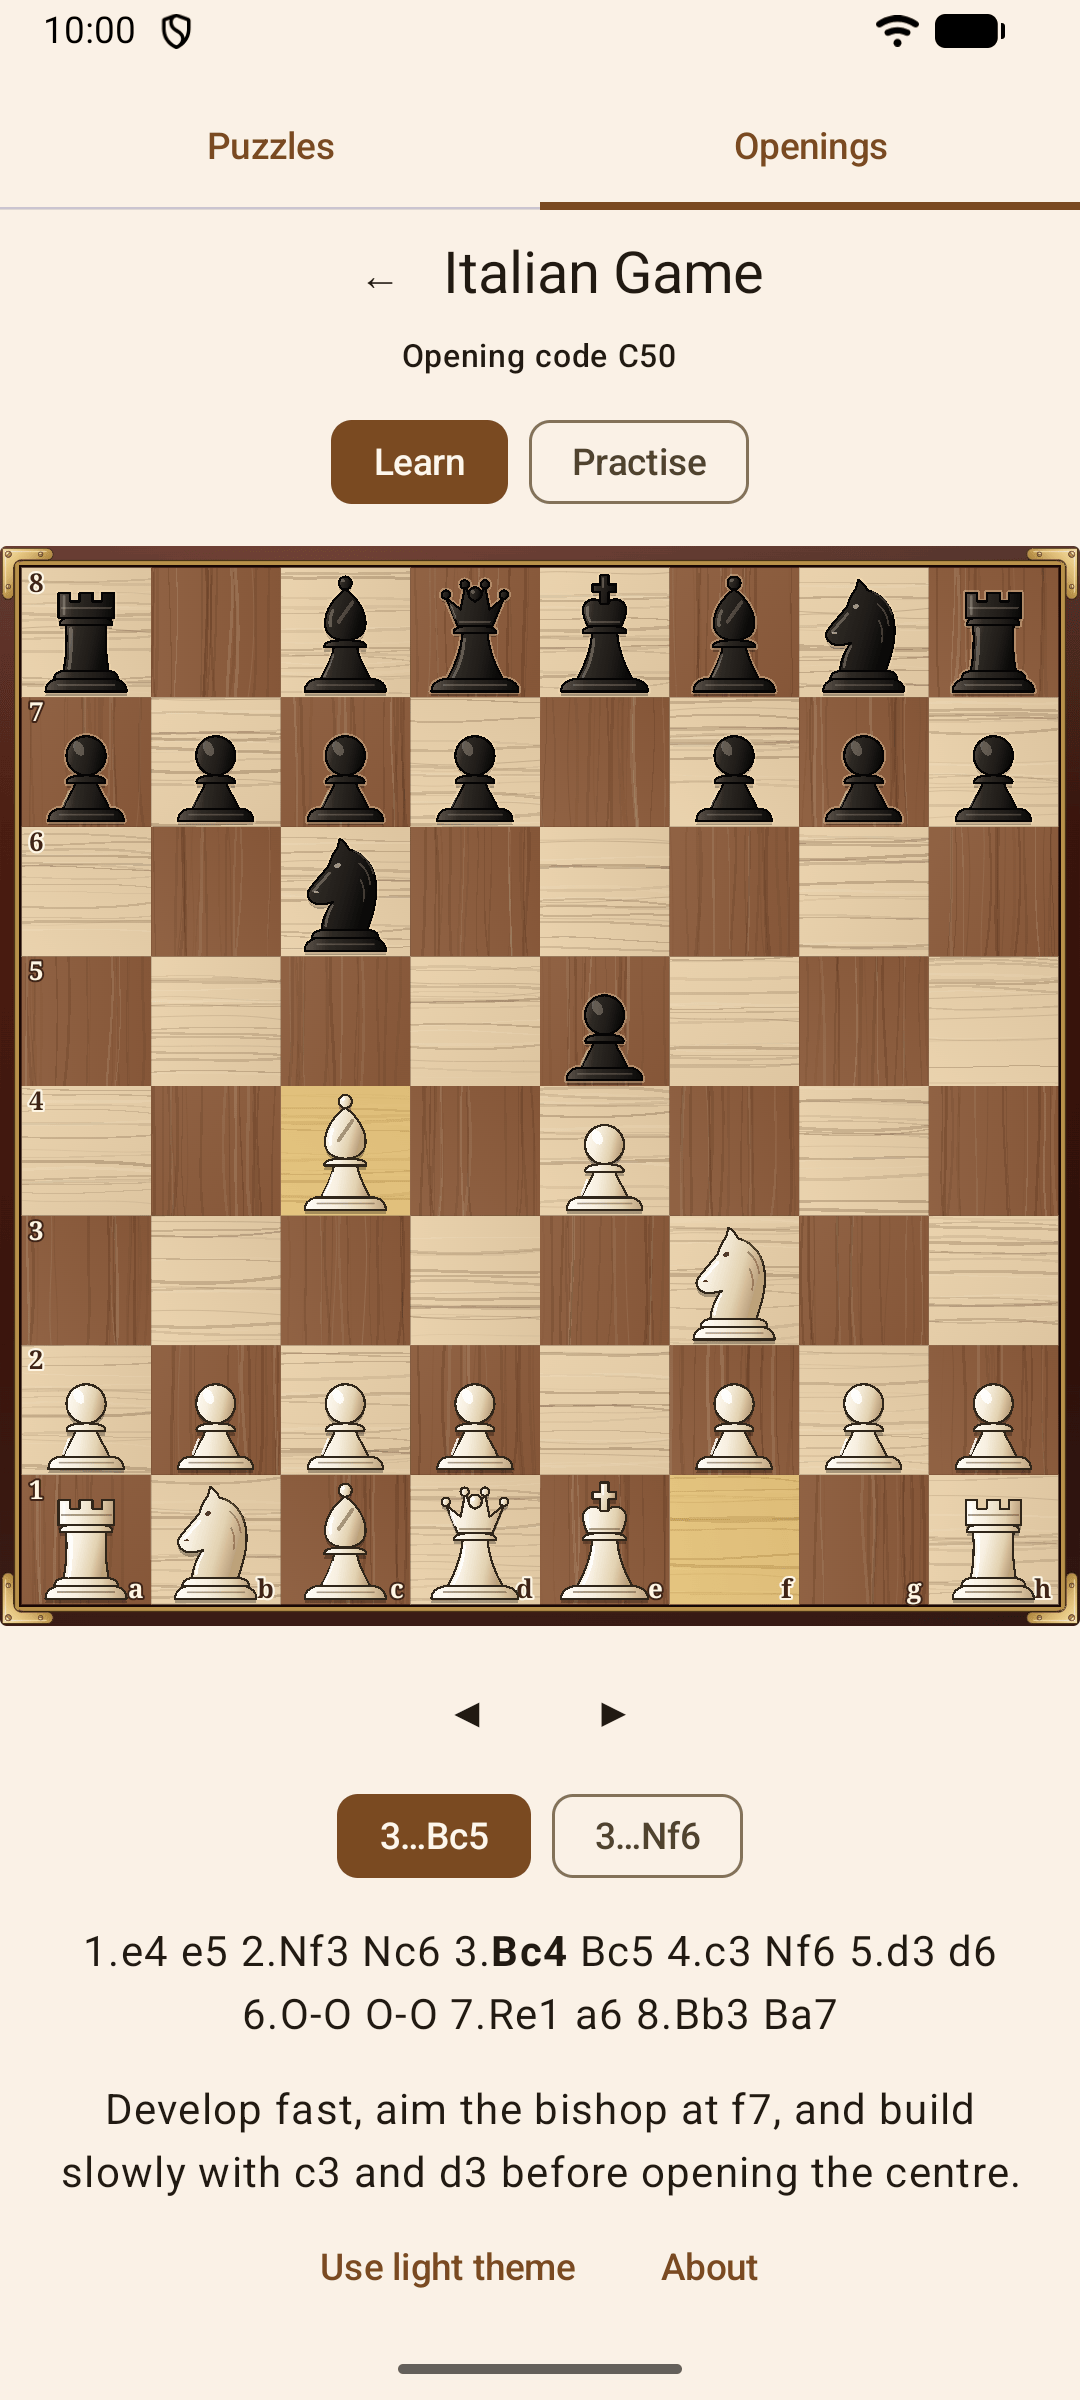 10:00
Puzzles Openings
← Italian Game
Opening code C50
Learn Practise
8
7
6
5
4
3
2
1
a b c d e f g h
◀ ▶
3...Bc5 3...Nf6
1.e4 e5 2.Nf3 Nc6 3.Bc4 Bc5 4.c3 Nf6 5.d3 d6
6.O-O O-O 7.Re1 a6 8.Bb3 Ba7
Develop fast, aim the bishop at f7, and build
slowly with c3 and d3 before opening the centre.
Use light theme About